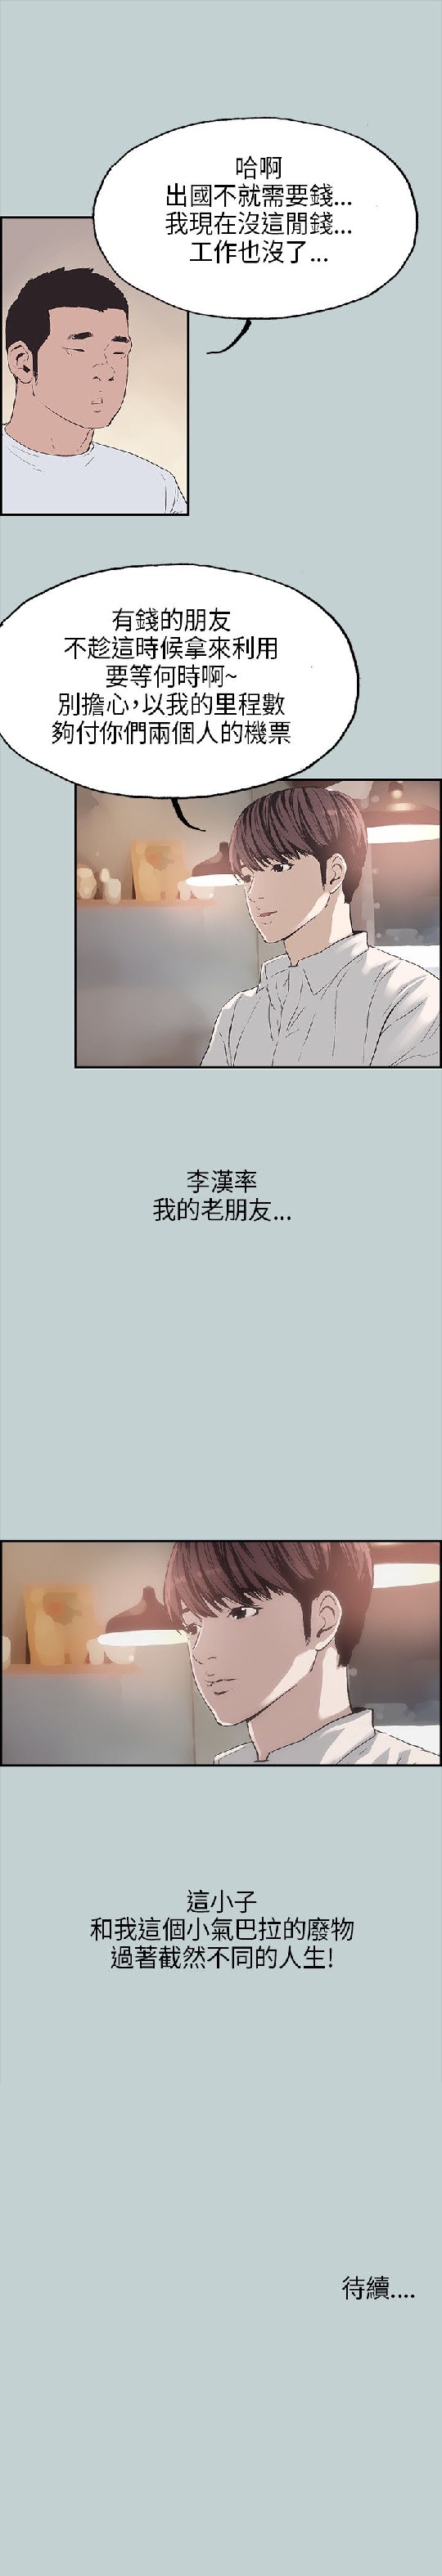 哈啊
出國不就需要錢...
我現在沒這閒錢...
工作也沒了...
有錢的朋友
不趁這時候拿來利用
要等何時啊~
別擔心,以我的里程數
夠付你們兩個人的機票
李漢率
我的老朋友...
這小子
和我這個小氣巴拉的廢物
過著截然不同的人生!
待續....